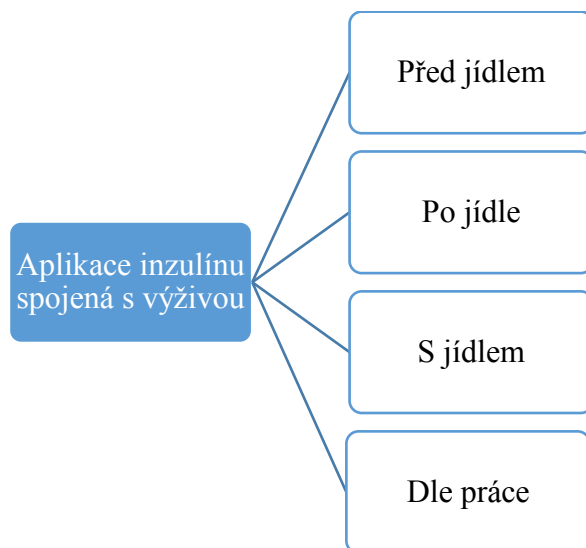 Před jídlem
Po jídle
Aplikace inzulínu
spojená s výživou
S jídlem
Dle práce